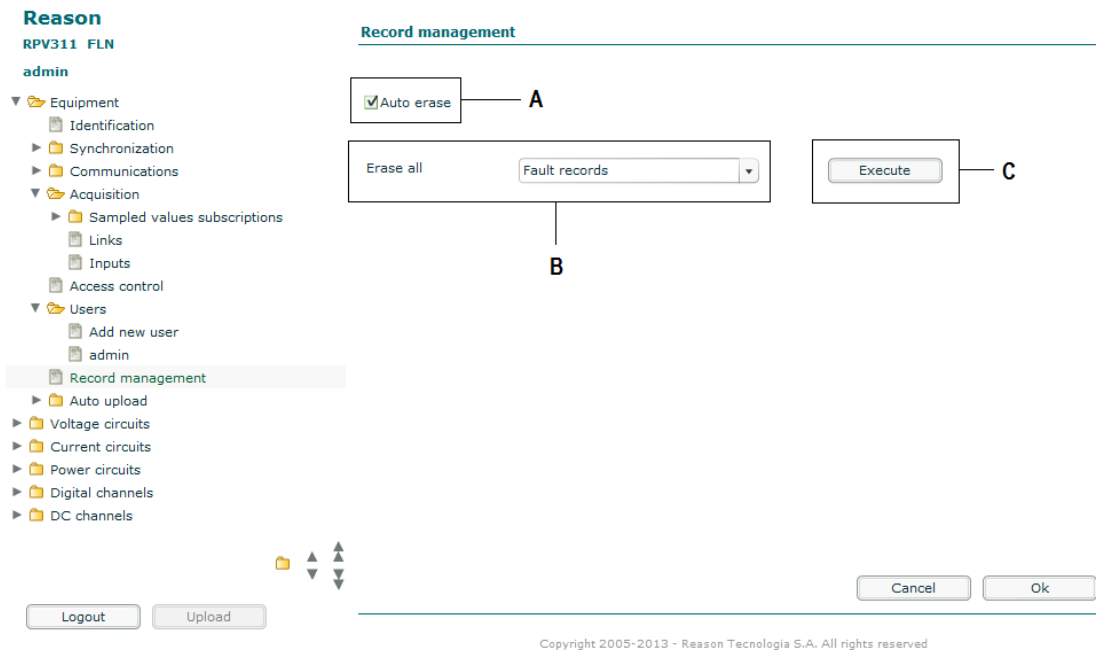 Reason
RPV311 FLN
admin
Equipment
Identification
Synchronization
Communications
Acquisition
Sampled values subscriptions
Links
Inputs
Access control
Users
Add new user
admin
Record management
Auto upload
Voltage circuits
Current circuits
Power circuits
Digital channels
DC channels
Logout
Upload
Record management
Auto erase
A
Erase all
Fault records
Execute
C
B
Cancel
Ok
Copyright 2005-2013 - Reason Tecnologia S.A. All rights reserved